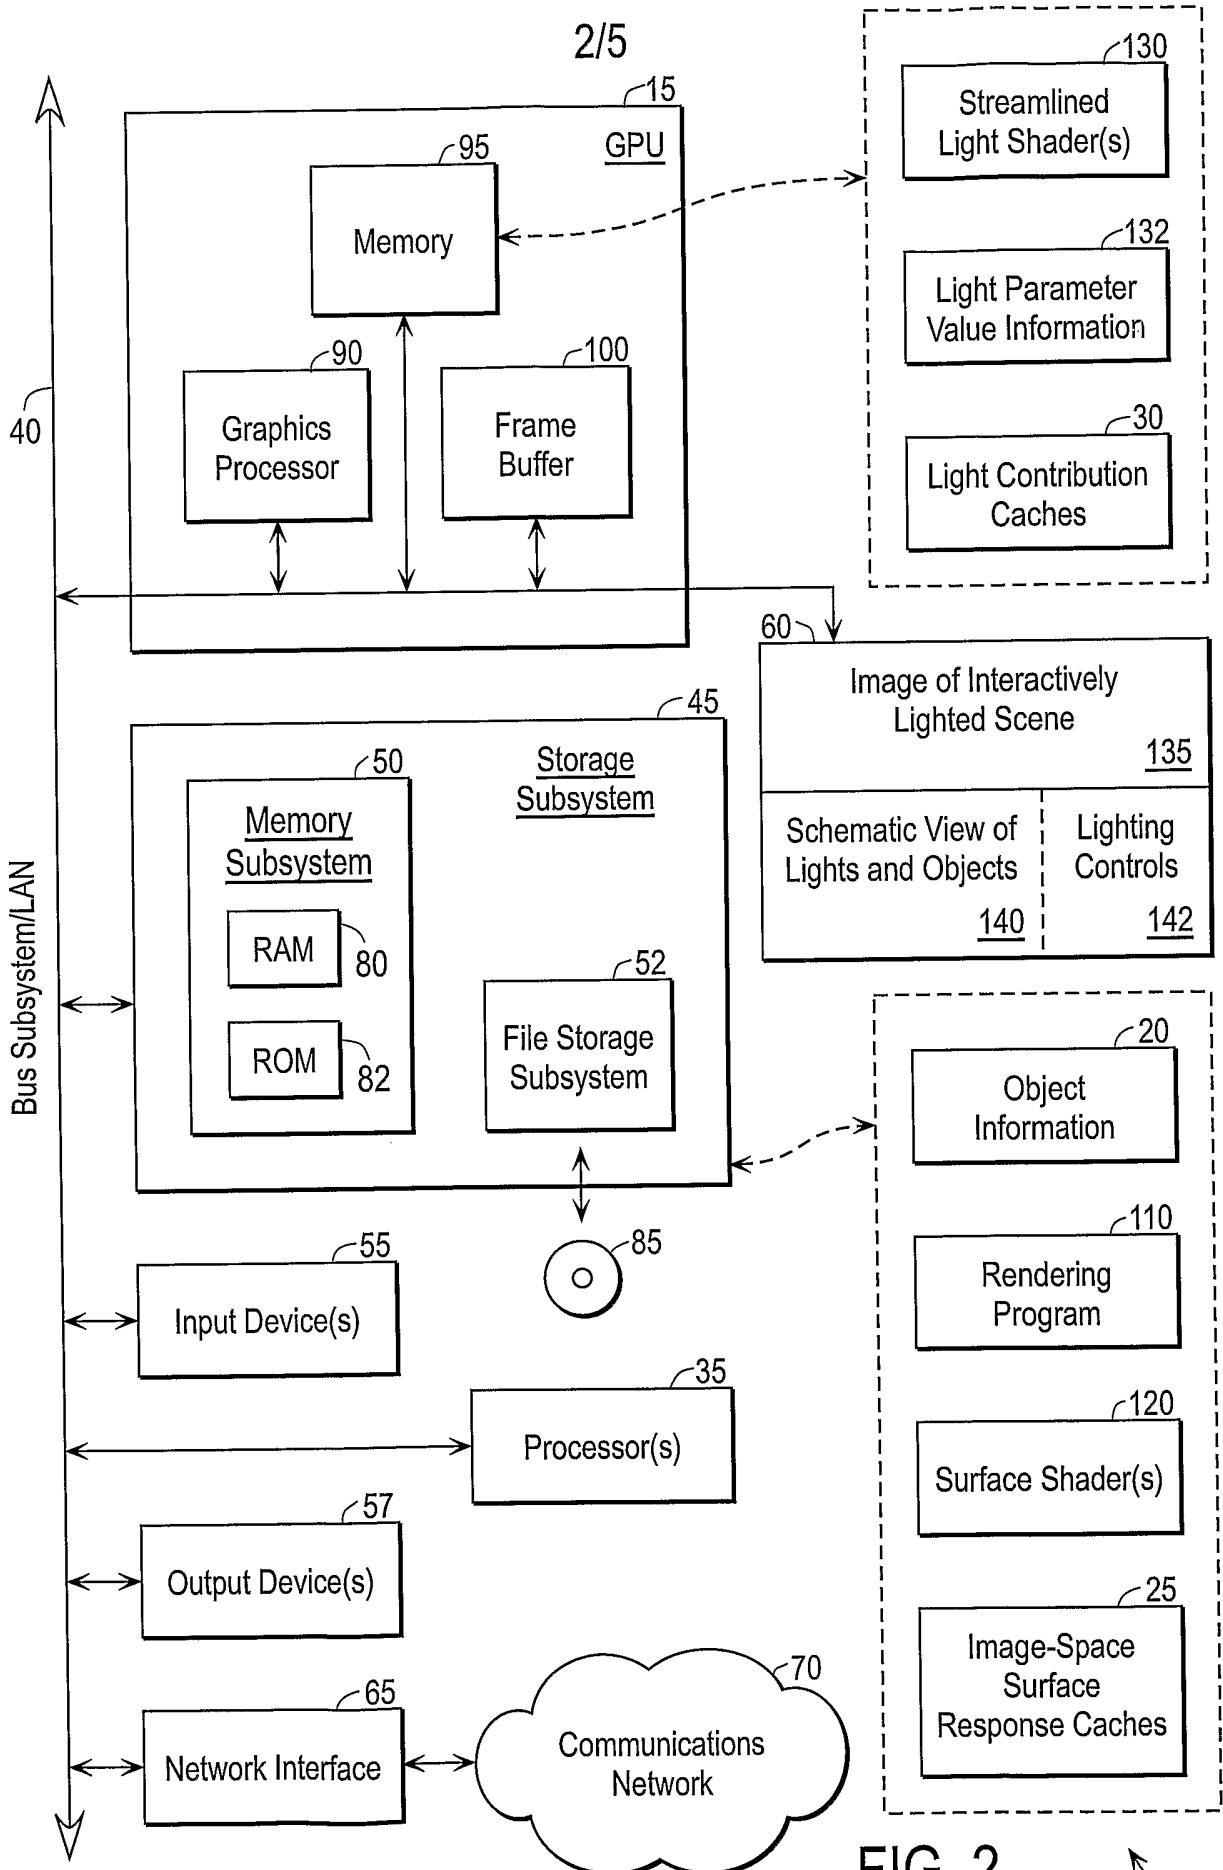 2/5
15
GPU
95
Memory
90
Graphics
Processor
100
Frame
Buffer
40
Bus Subsystem/LAN
130
Streamlined
Light Shader(s)
132
Light Parameter
Value Information
30
Light Contribution
Caches
60
Image of Interactively
Lighted Scene
135
Schematic View of
Lights and Objects
140
Lighting
Controls
142
45
Storage
Subsystem
50
Memory
Subsystem
RAM
80
ROM
82
52
File Storage
Subsystem
85
20
Object
Information
110
Rendering
Program
120
Surface Shader(s)
25
Image-Space
Surface
Response Caches
55
Input Device(s)
35
Processor(s)
57
Output Device(s)
65
Network Interface
70
Communications
Network
FIG. 2